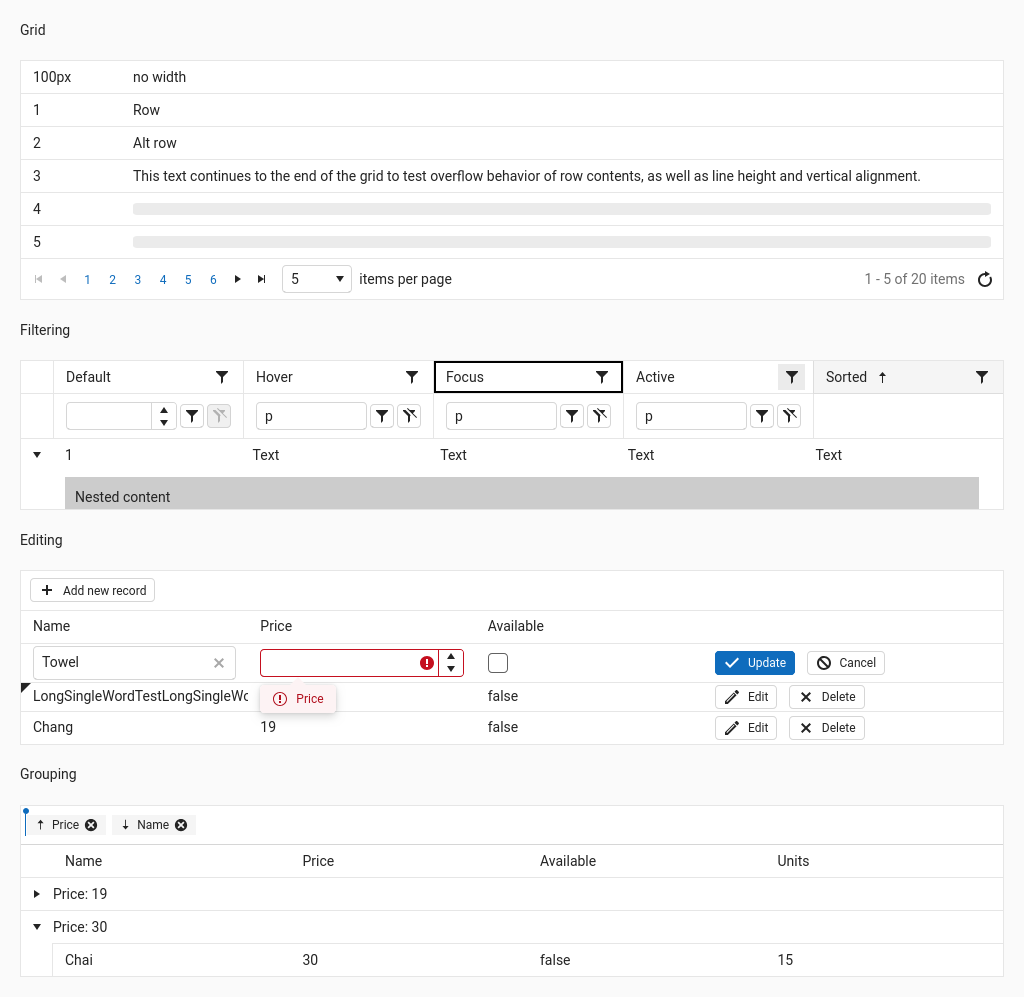 Grid
100px no width
1 Row
2 Alt row
3 This text continues to the end of the grid to test overflow behavior of row contents, as well as line height and vertical alignment.
4
5
1 2 3 4 5 6 5 items per page 1 - 5 of 20 items
Filtering
Default Hover Focus Active Sorted
p p p
1 Text Text Text Text
Nested content
Editing
Add new record
Name Price Available
Towel Update Cancel
LongSingleWordTestLongSingleWo Price false Edit Delete
Chang 19 false Edit Delete
Grouping
Price Name
Name Price Available Units
Price: 19
Price: 30
Chai 30 false 15